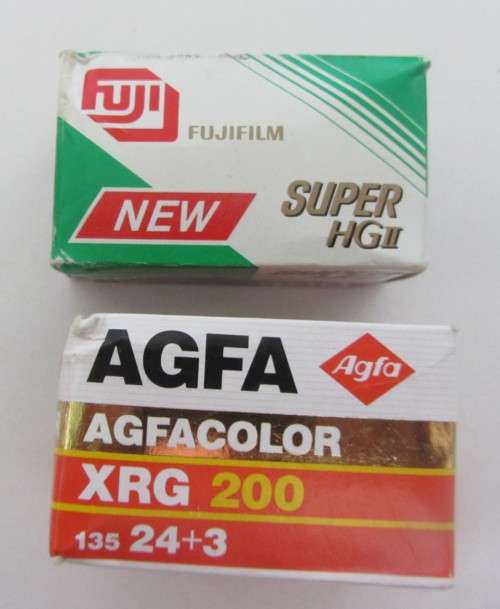 FUJI
FUJIFILM
NEW
SUPER
HGII
AGFA
Agfa
AGFACOLOR
XRG 200
135 24+3